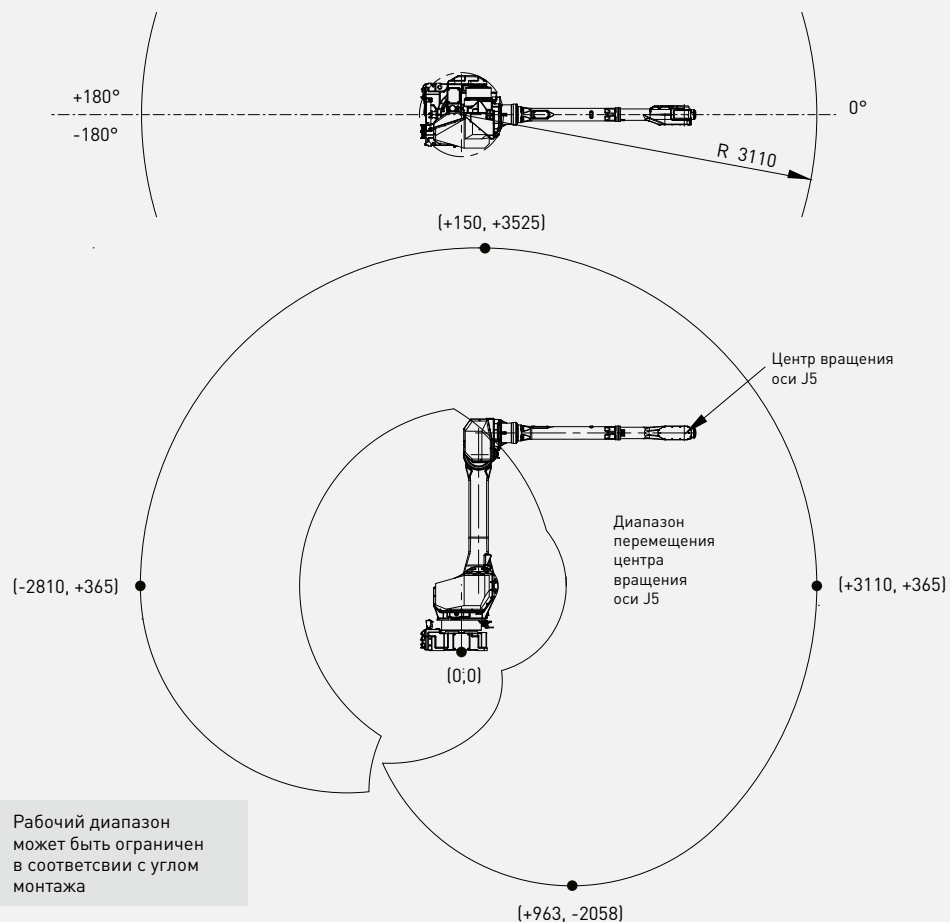 +180°
-180°
0°
R 3110
(+150, +3525)
Центр вращения
оси J5
Диапазон
перемещения
центра
вращения
оси J5
(-2810, +365)
(+3110, +365)
(0;0)
Рабочий диапазон
может быть ограничен
в соответсвии с углом
монтажа
(+963, -2058)